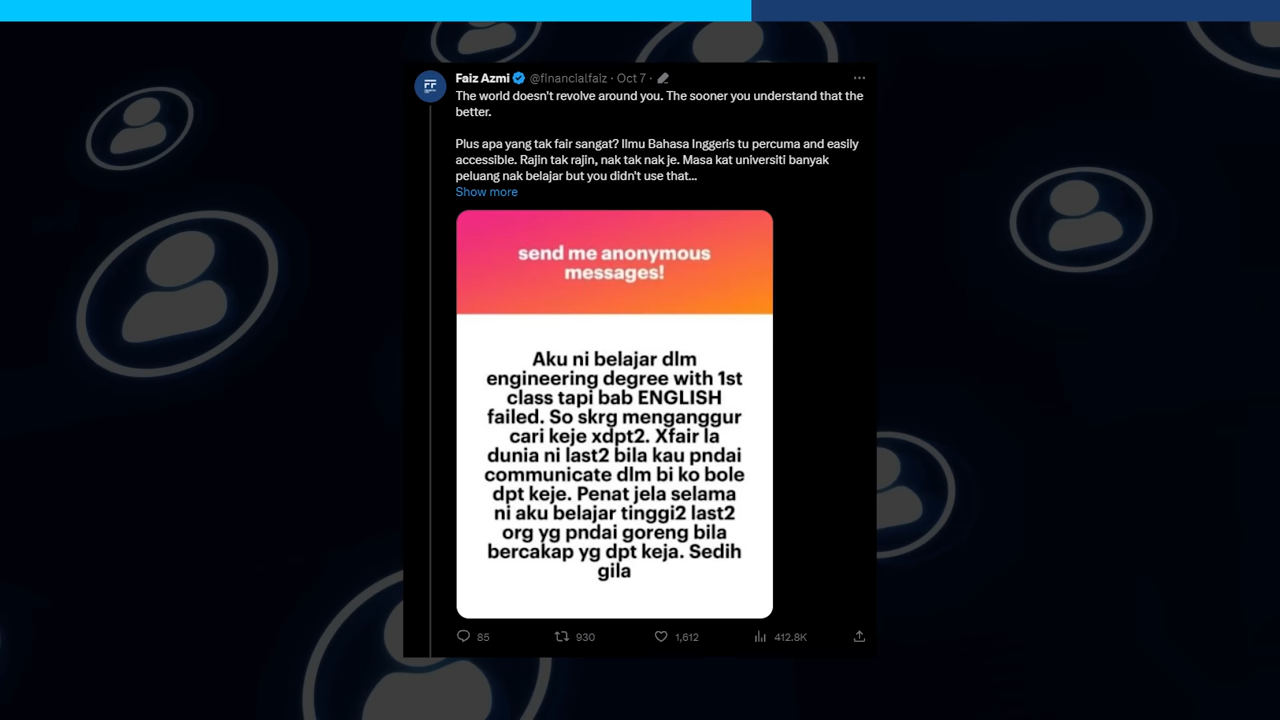 Faiz Azmi @financialfaiz · Oct 7 ·
The world doesn't revolve around you. The sooner you understand that the
better.
Plus apa yang tak fair sangat? Ilmu Bahasa Inggeris tu percuma and easily
accessible. Rajin tak rajin, nak tak nak je. Masa kat universiti banyak
peluang nak belajar but you didn't use that...
Show more
send me anonymous
messages!
Aku ni belajar dlm
engineering degree with 1st
class tapi bab ENGLISH
failed. So skrg menganggur
cari keje xdpt2. Xfair la
dunia ni last2 bila kau pndai
communicate dlm bi ko bole
dpt keje. Penat jela selama
ni aku belajar tinggi2 last2
org yg pndai goreng bila
bercakap yg dpt keja. Sedih
gila
85 930 1,612 412.8K